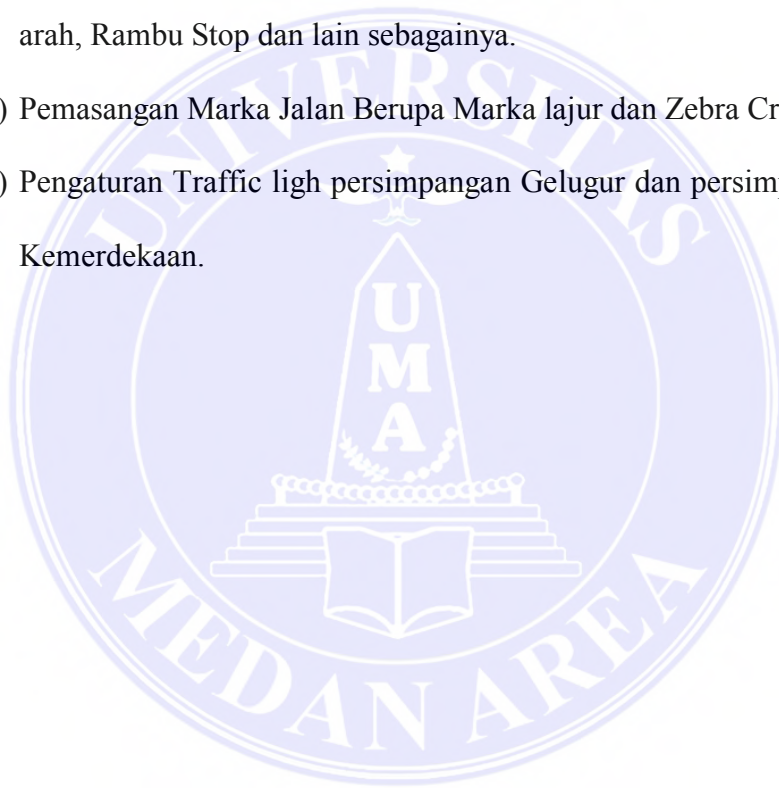 arah, Rambu Stop dan lain sebagainya.
) Pemasangan Marka Jalan Berupa Marka lajur dan Zebra Cr
) Pengaturan Traffic ligh persimpangan Gelugur dan persimp
Kemerdekaan.
UNIVERSITAS
UMA
MEDAN AREA